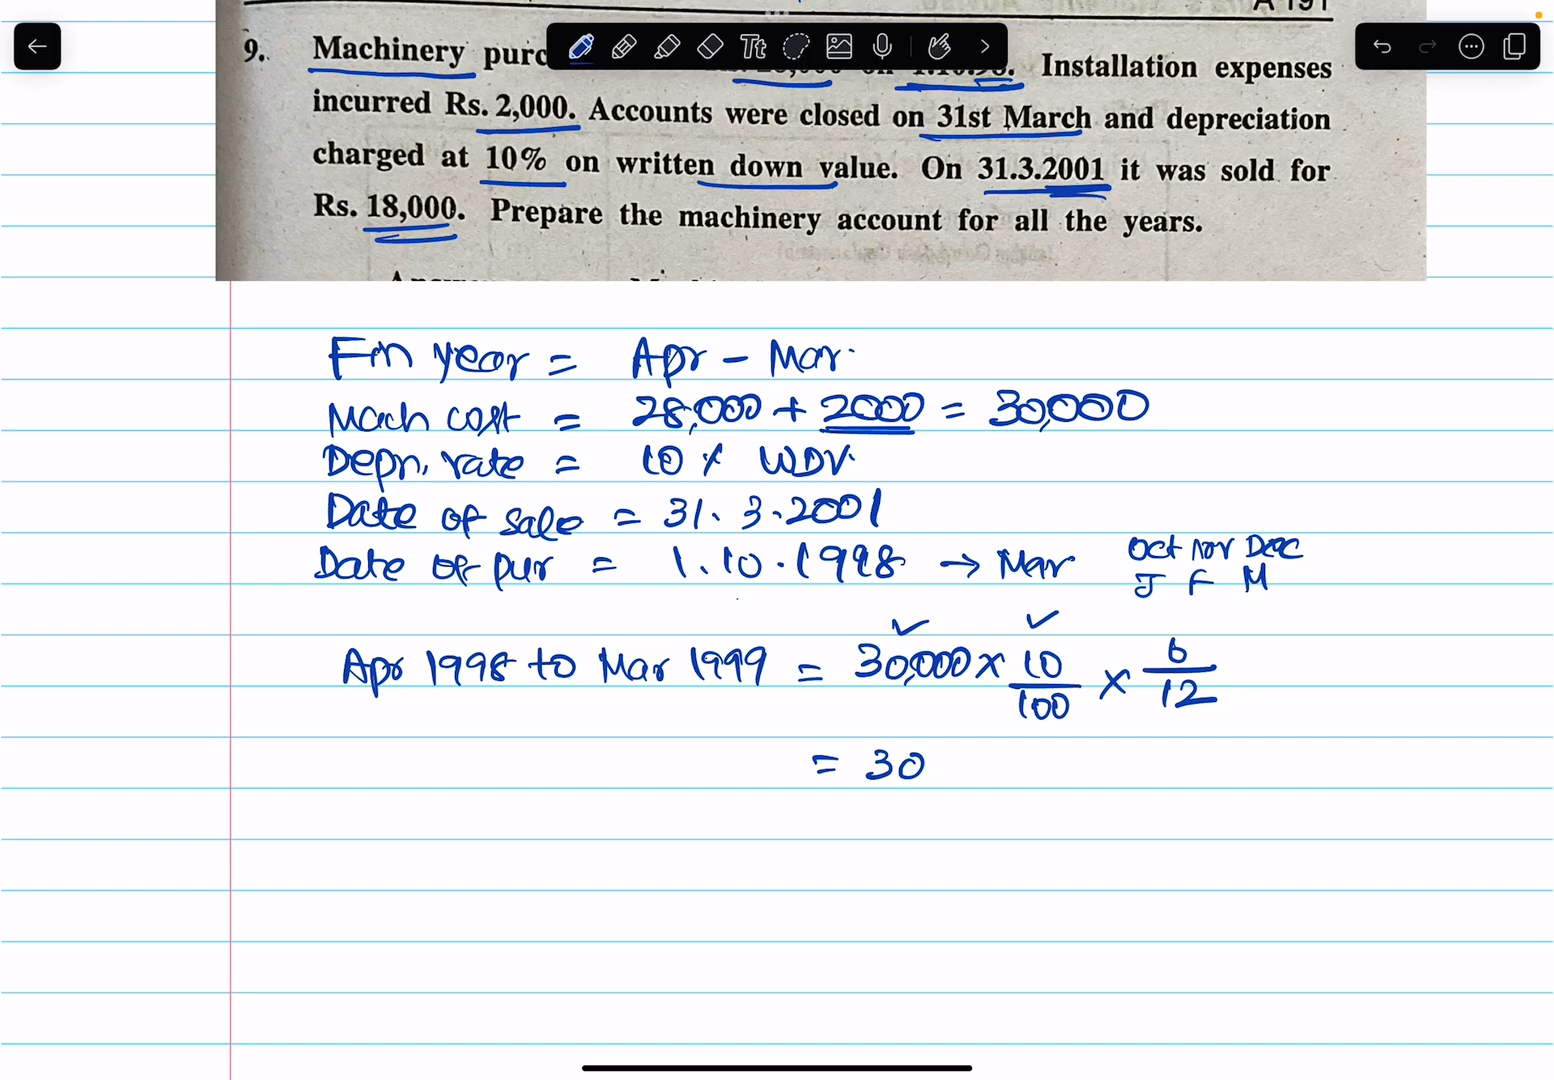 9. Machinery purc Installation expenses
incurred Rs. 2,000. Accounts were closed on 31st March and depreciation
charged at 10% on written down value. On 31.3.2001 it was sold for
Rs. 18,000. Prepare the machinery account for all the years.
Fin year = Apr - Mar.
Mach cost = 28,000 + 2000 = 30,000
Depn. rate = 10 % WDV.
Date of sale = 31. 3.2001
Date of pur = 1.10.1998 → Mar Oct Nov Dec
J F M
Apr 1998 to Mar 1999 = 30,000 × 10/100 × 6/12
= 30